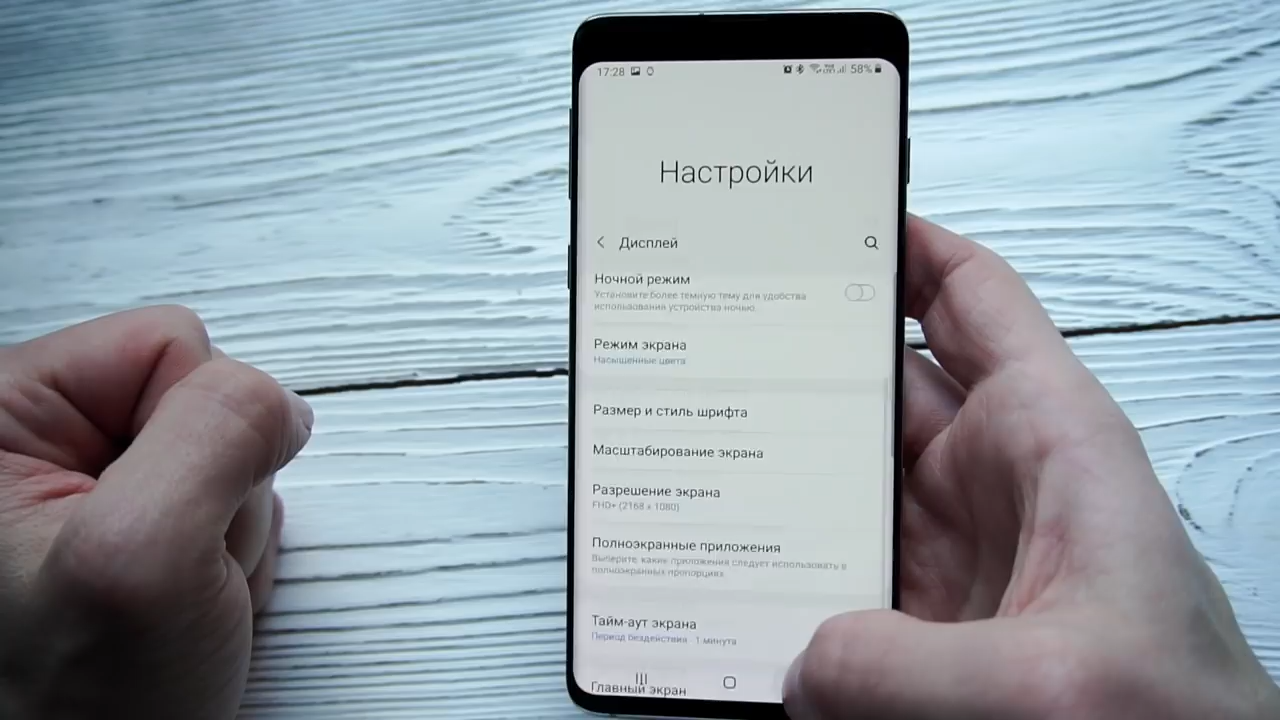 17:28 58%
Настройки
Дисплей
Ночной режим
Установите более темную тему для удобства
использования устройства ночью.
Режим экрана
Насыщенные цвета
Размер и стиль шрифта
Масштабирование экрана
Разрешение экрана
FHD+ (2168 x 1080)
Полноэкранные приложения
Выберите, какие приложения следует использовать в
полноэкранных пропорциях.
Тайм-аут экрана
Период бездействия - 1 минута
Главный экран